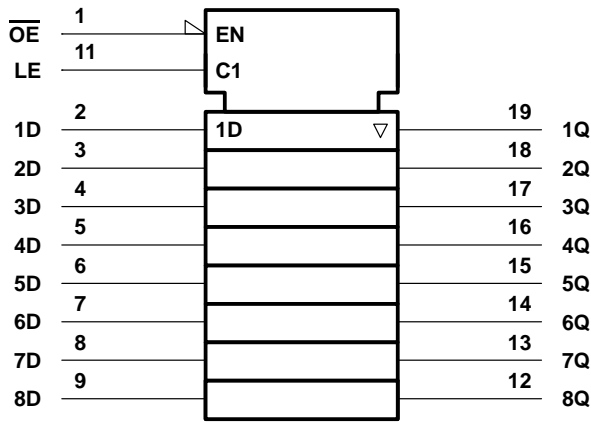 O̅E̅ 1 EN
LE 11 C1
1D 2 1D 19 1Q
2D 3 18 2Q
3D 4 17 3Q
4D 5 16 4Q
5D 6 15 5Q
6D 7 14 6Q
7D 8 13 7Q
8D 9 12 8Q